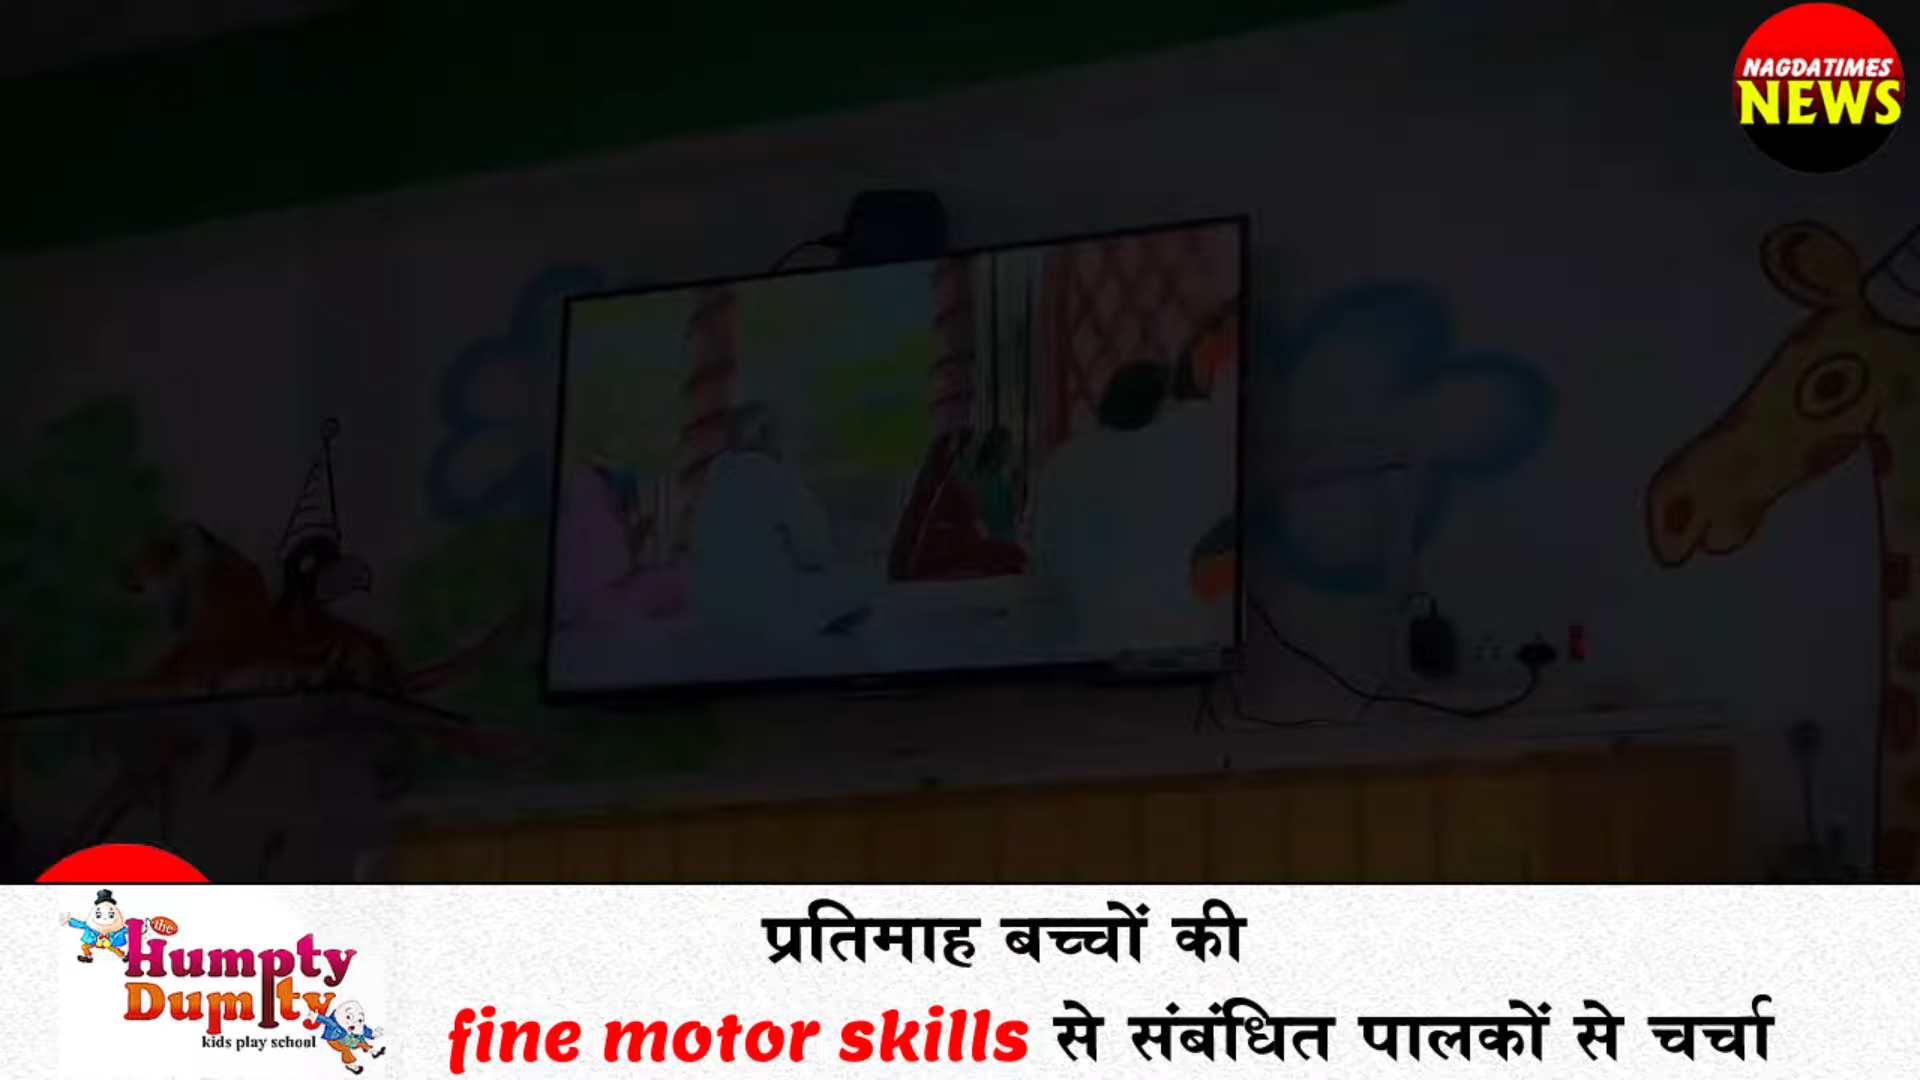 NAGDATIMES
NEWS
the
Humpty
Dumpty
kids play school
प्रतिमाह बच्चों की
fine motor skills से संबंधित पालकों से चर्चा